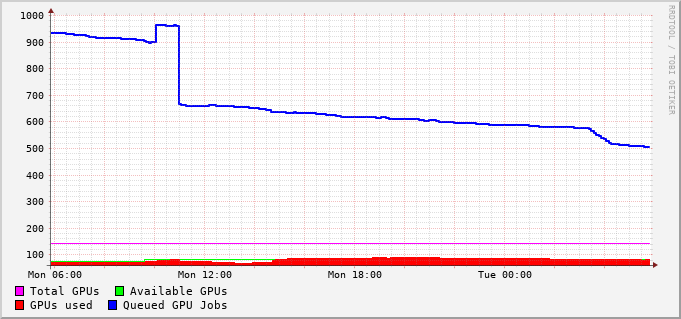 1000
900
800
700
600
500
400
300
200
100
Mon 06:00 Mon 12:00 Mon 18:00 Tue 00:00
Total GPUs Available GPUs
GPUs used Queued GPU Jobs
RRDTOOL / TOBI OETIKER